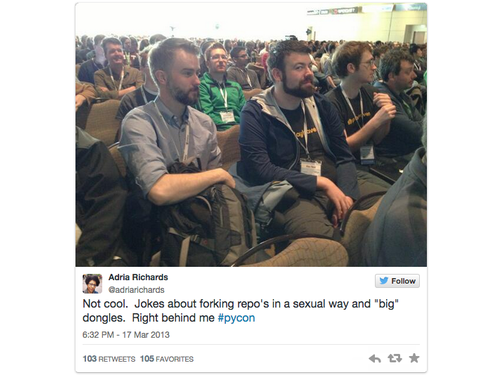 Adria Richards
@adriarichards
Follow
Not cool. Jokes about forking repo's in a sexual way and "big"
dongles. Right behind me #pycon
6:32 PM - 17 Mar 2013
103 RETWEETS 105 FAVORITES